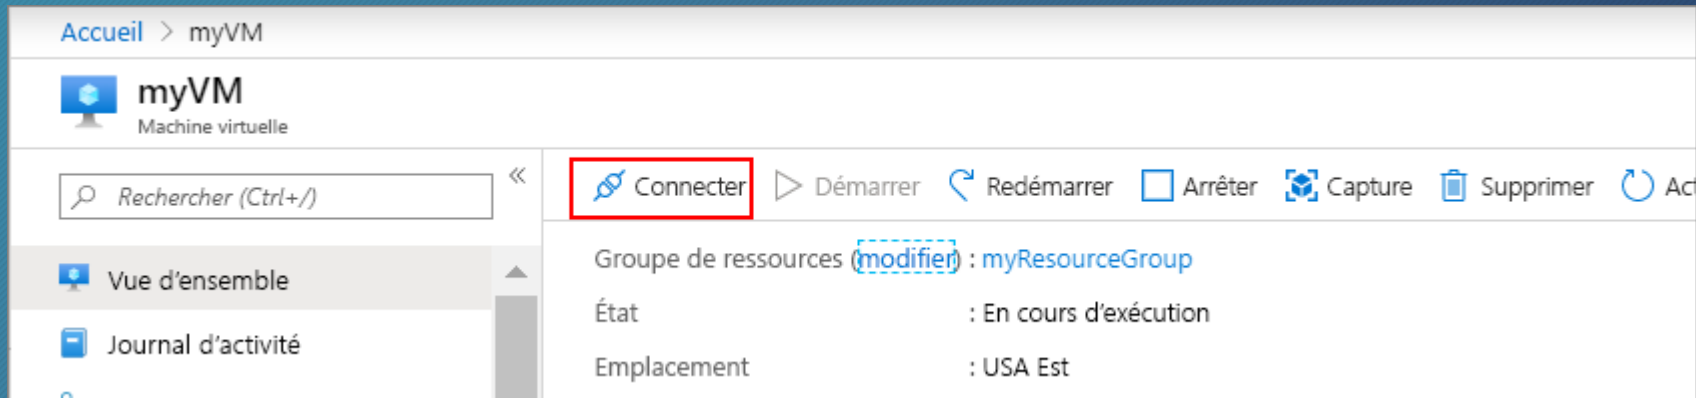 Accueil > myVM
myVM
Machine virtuelle
Rechercher (Ctrl+/)
«
Connecter Démarrer Redémarrer Arrêter Capture Supprimer
Vue d'ensemble
Journal d'activité
Groupe de ressources (modifier) : myResourceGroup
État : En cours d'exécution
Emplacement : USA Est